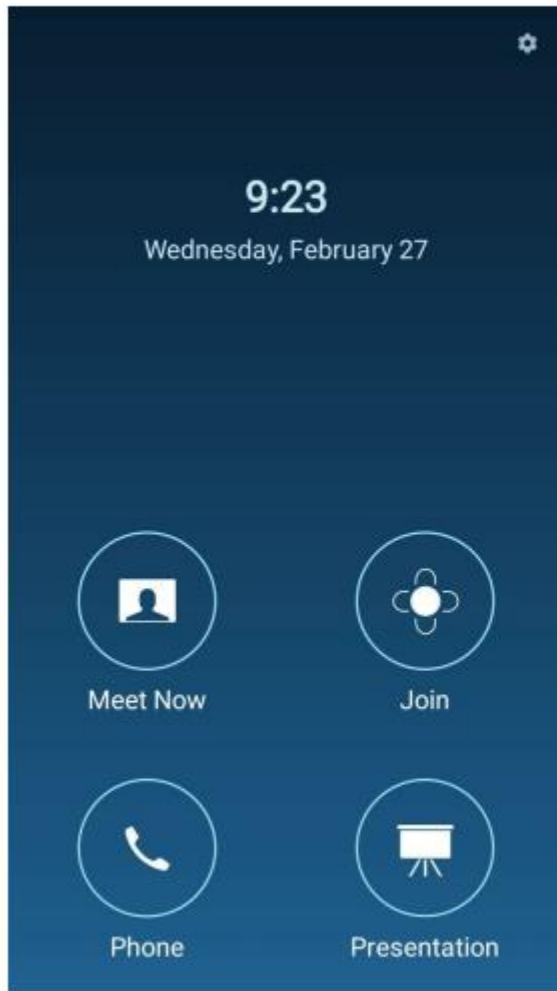 9:23
Wednesday, February 27
Meet Now
Join
Phone
Presentation